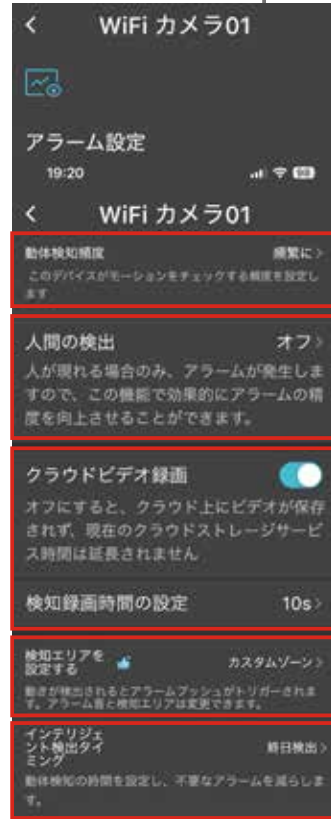 < WiFi カメラ01
アラーム設定
19:20
< WiFi カメラ01
動体検知頻度 頻繁に >
このデバイスがモーションをチェックする頻度を設定し
ます
人間の検出 オフ >
人が現れる場合のみ、アラームが発生しま
すので、この機能で効果的にアラームの精
度を向上させることができます。
クラウドビデオ録画
オフにすると、クラウド上にビデオが保存
されず、現在のクラウドストレージサービ
ス時間は延長されません
検知録画時間の設定 10s >
検知エリアを
設定する カスタムゾーン >
動きが検出されるとアラームプッシュがトリガーされま
す。アラーム音と検知エリアは変更できます。
インテリジェ
ント検出タイ
ミング 終日検出 >
動体検知の時間を設定し、不要なアラームを減らしま
す。